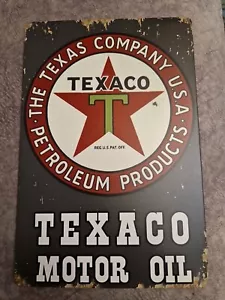 THE TEXAS COMPANY U.S.A
TEXACO
T
REG. U.S. PAT. OFF.
PETROLEUM PRODUCTS
TEXACO
MOTOR OIL